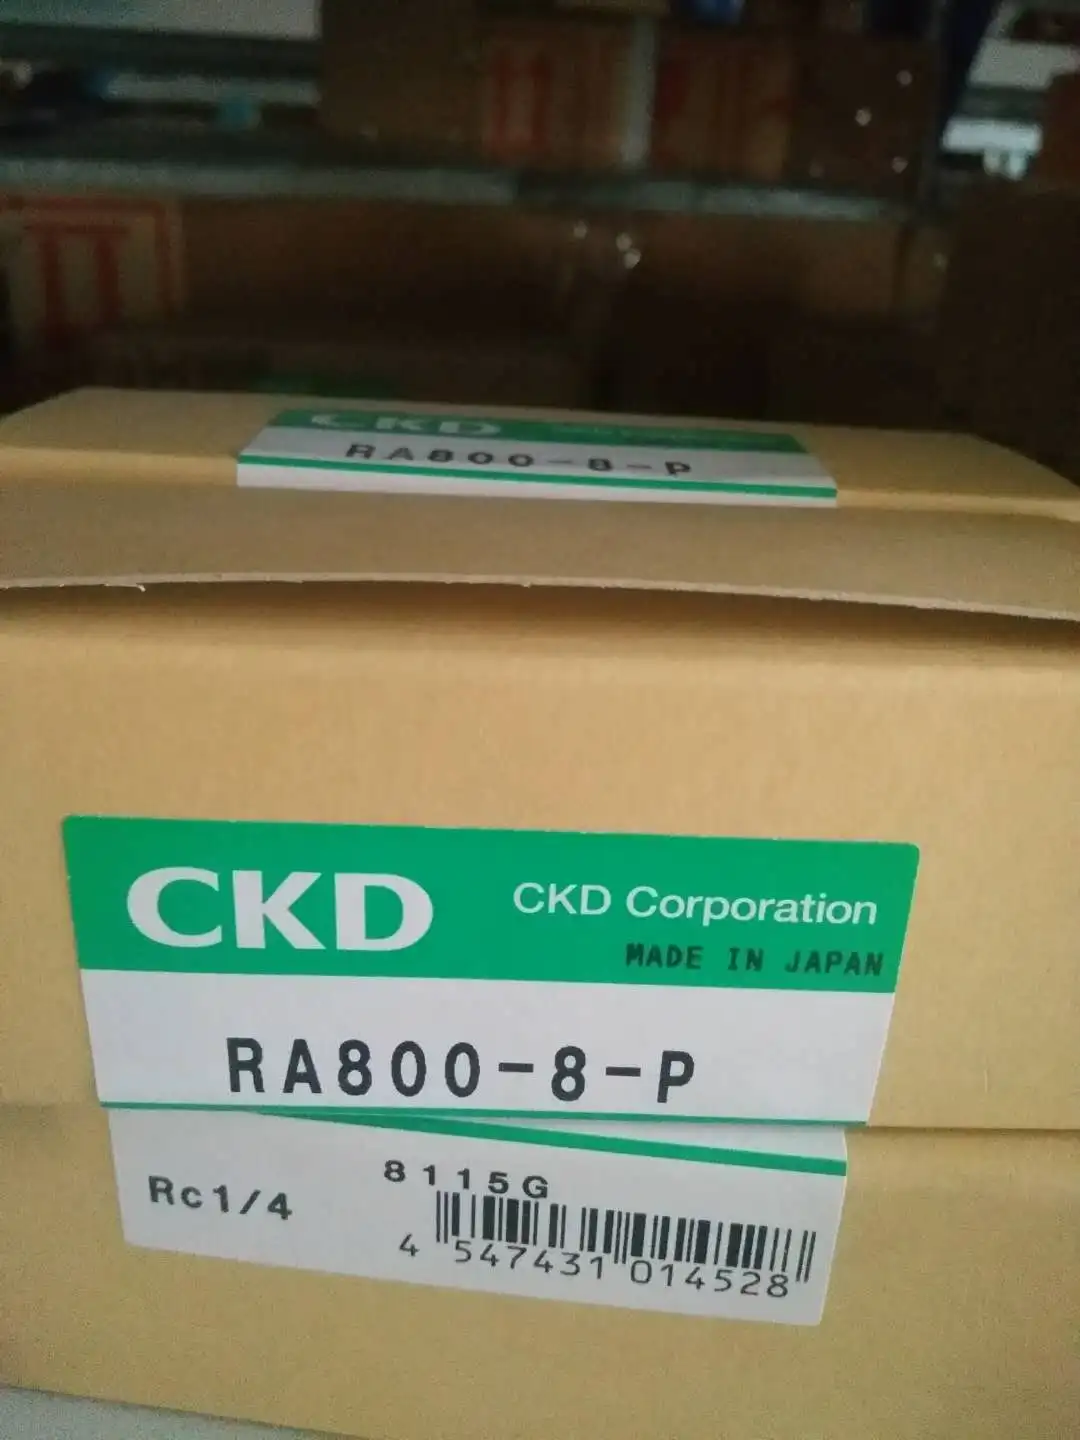 CKD
RA800-8-P
CKD
CKD Corporation
MADE IN JAPAN
RA800-8-P
8115G
Rc1/4
4 547431 014528